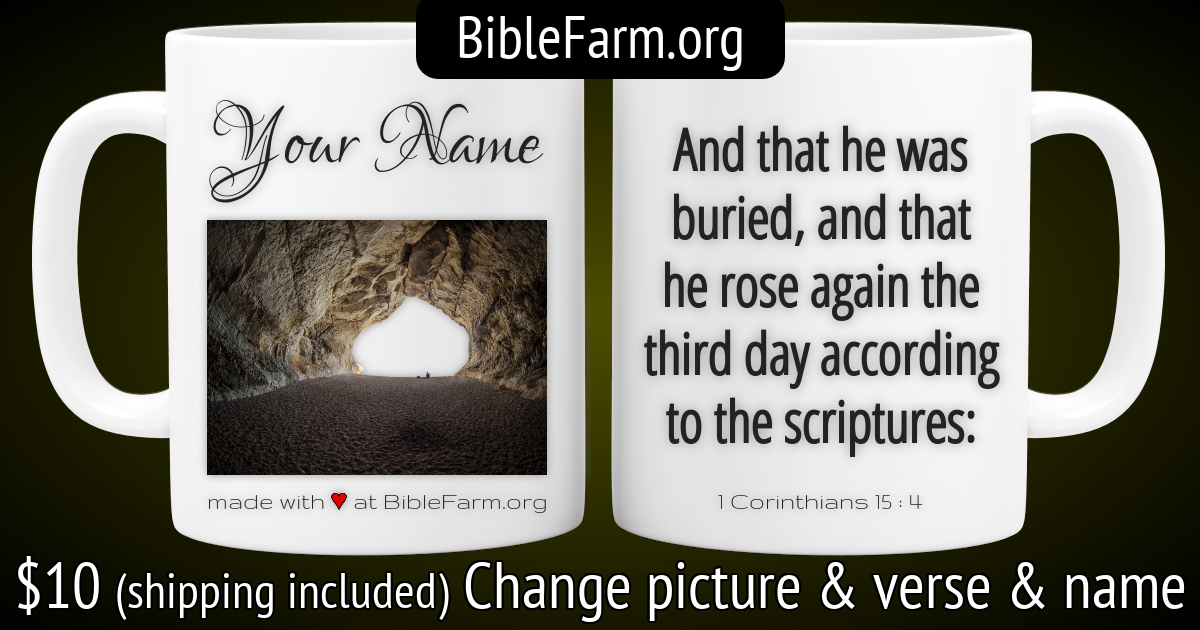 BibleFarm.org
Your Name
made with ♥ at BibleFarm.org
And that he was
buried, and that
he rose again the
third day according
to the scriptures:
1 Corinthians 15 : 4
$10 (shipping included) Change picture & verse & name